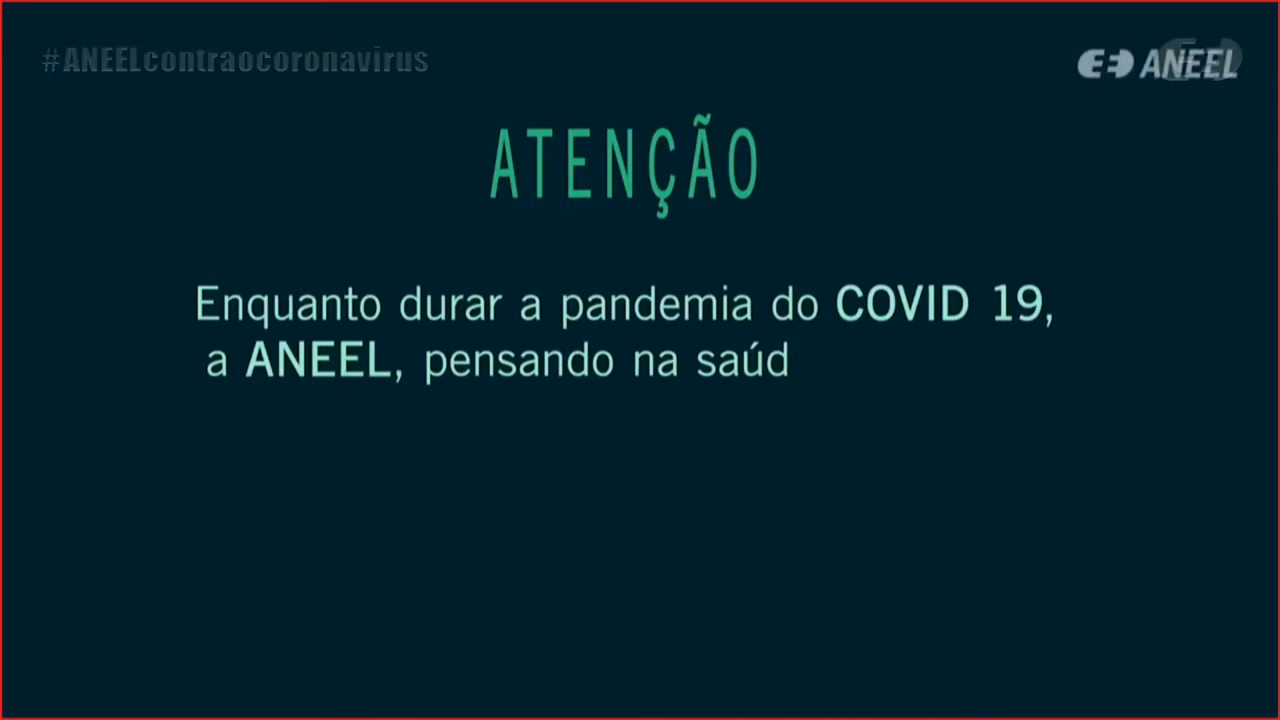 #ANEELcontraocoronavirus
ANEEL
ATENÇÃO
Enquanto durar a pandemia do COVID 19,
a ANEEL, pensando na saúd